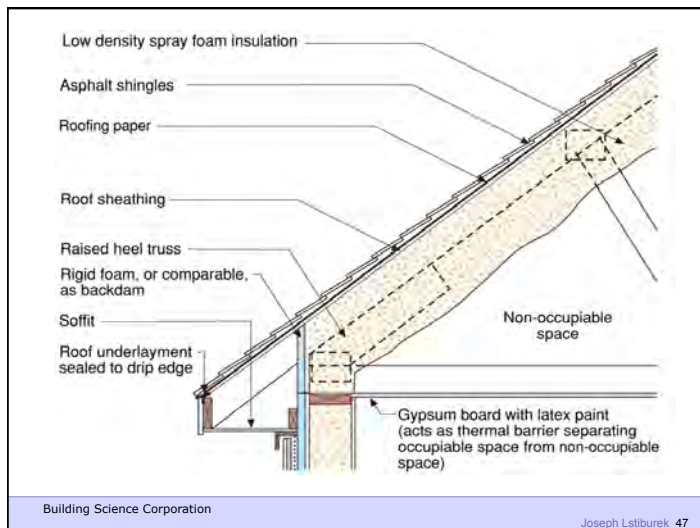 Low density spray foam insulation
Asphalt shingles
Roofing paper
Roof sheathing
Raised heel truss
Rigid foam, or comparable,
as backdam
Soffit
Roof underlayment
sealed to drip edge
Non-occupiable
space
Gypsum board with latex paint
(acts as thermal barrier separating
occupiable space from non-occupiable
space)
Building Science Corporation
Joseph Lstiburek 47